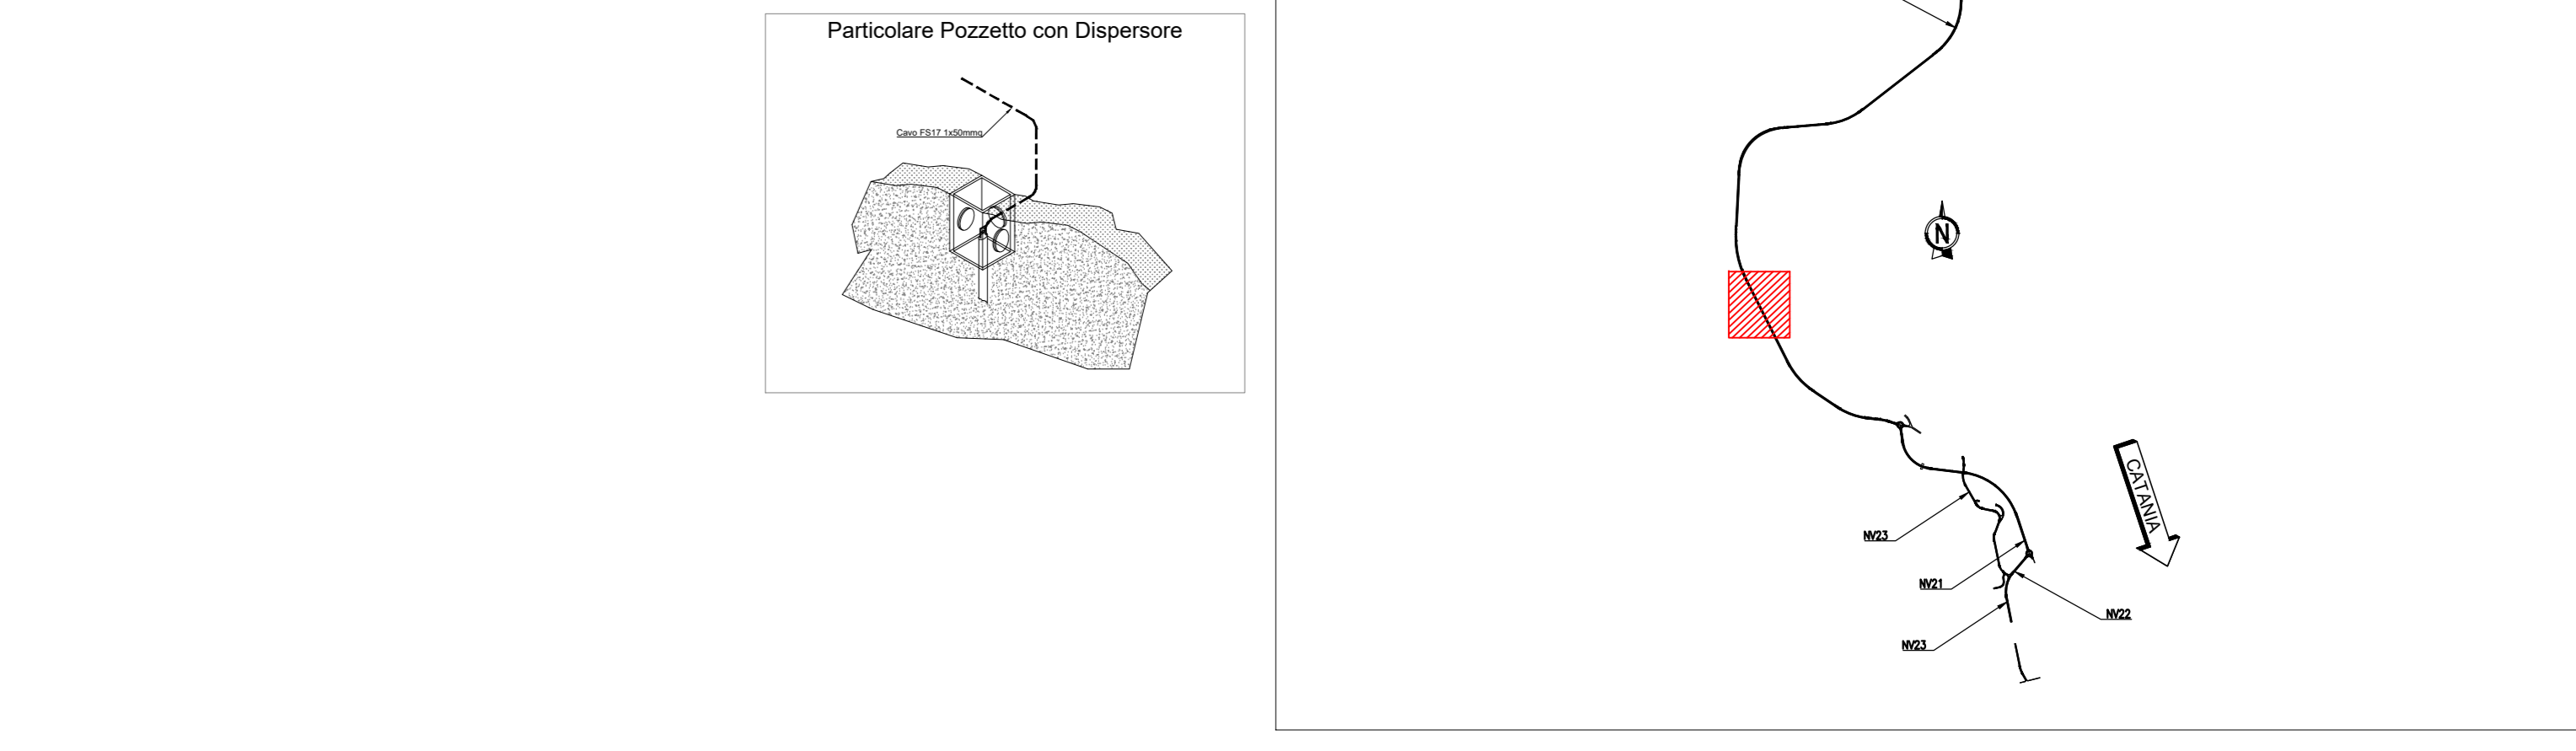 Particolare Pozzetto con Dispersore
Cavo FS17 1x50mmq
N
CATANIA
NV23
NV21
NV22
NV23